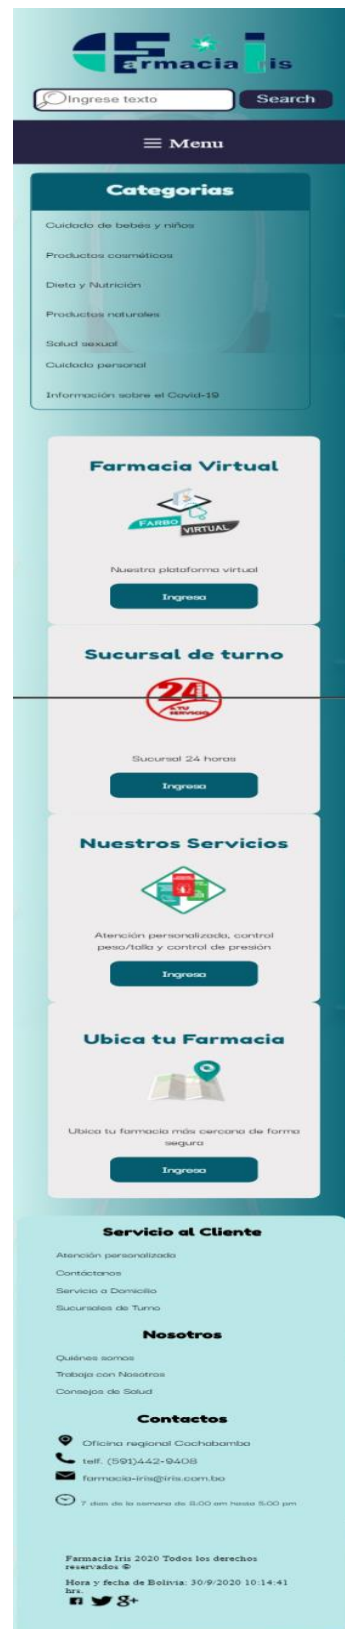 Farmacia Iris
Ingrese texto
Search
Menu
Categorias
Cuidado de bebés y niños
Productos cosméticos
Dieta y Nutrición
Productos naturales
Salud sexual
Cuidado personal
Información sobre el Covid-19
Farmacia Virtual
FARBO
VIRTUAL
Nuestra plataforma virtual
Ingresa
Sucursal de turno
24
A TU
SERVICIO
Sucursal 24 horas
Ingresa
Nuestros Servicios
Atención personalizada, control
peso/talla y control de presión
Ingresa
Ubica tu Farmacia
Ubica tu farmacia más cercana de forma
segura
Ingresa
Servicio al Cliente
Atención personalizada
Contáctanos
Servicio a Domicilio
Sucursales de Turno
Nosotros
Quiénes somos
Trabaja con Nosotros
Consejos de Salud
Contactos
Oficina regional Cochabamba
telf. (591)442-9408
farmacia-iris@iris.com.bo
7 dias de la semana de 8:00 am hasta 5:00 pm
Farmacia Iris 2020 Todos los derechos
reservados ©
Hora y fecha de Bolivia: 30/9/2020 10:14:41
hrs.